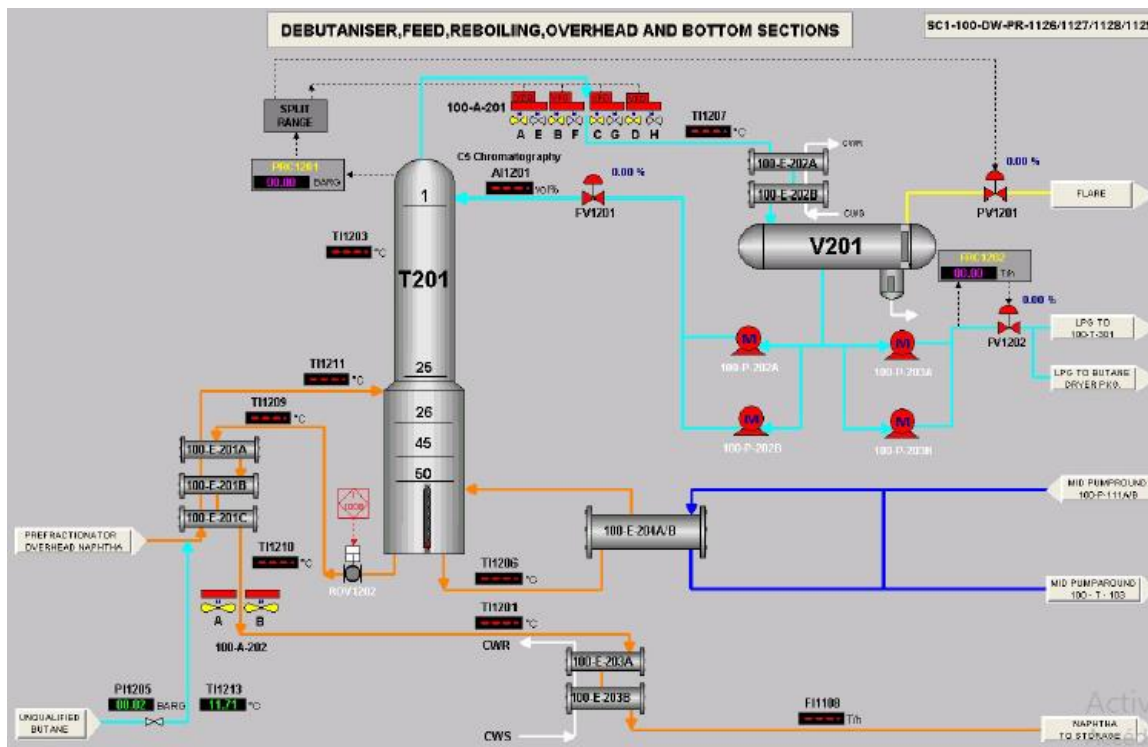 DEBUTANISER,FEED,REBOILING,OVERHEAD AND BOTTOM SECTIONS
SC1-100-DW-PR-1126/1127/1128/1129
SPLIT
RANGE
100-A-201
A E B F C G D H
TI1207
°C
PRC1201
00.00 BARG
C5 Chromatography
AI1201
vol%
0.00 %
FV1201
100-E-202A
100-E-202B
CWR
CWS
0.00 %
PV1201
FLARE
1
TI1203
°C
T201
V201
FRC1202
00.00 T/h
0.00 %
FV1202
LPG TO
100-T-301
LPG TO BUTANE
DRYER PKG.
M
100-P-202A
M
100-P-203A
M
100-P-202B
M
100-P-203B
TI1211
°C
25
TI1209
°C
26
45
50
100-E-201A
100-E-201B
100-E-201C
PREFRACTIONATOR
OVERHEAD NAPHTHA
TI1210
°C
ROV1202
100-E-204A/B
MID PUMPROUND
100-P-111A/B
MID PUMPAROUND
100 - T - 103
TI1206
°C
A B
100-A-202
TI1201
°C
CWR
100-E-203A
100-E-203B
CWS
PI1205
00.02 BARG
TI1213
11.71 °C
UNQUALIFIED
BUTANE
FI1108
T/h
NAPHTHA
TO STORAGE
Activ